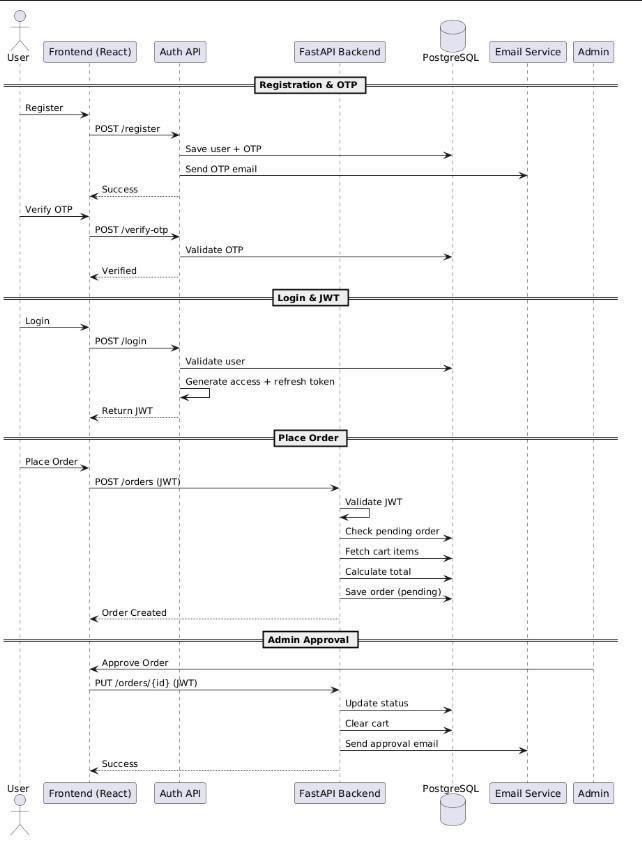 User
Frontend (React)
Auth API
FastAPI Backend
PostgreSQL
Email Service
Admin
Registration & OTP
Register
POST /register
Save user + OTP
Send OTP email
Success
Verify OTP
POST /verify-otp
Validate OTP
Verified
Login & JWT
Login
POST /login
Validate user
Generate access + refresh token
Return JWT
Place Order
Place Order
POST /orders (JWT)
Validate JWT
Check pending order
Fetch cart items
Calculate total
Save order (pending)
Order Created
Admin Approval
Approve Order
PUT /orders/{id} (JWT)
Update status
Clear cart
Send approval email
Success
User
Frontend (React)
Auth API
FastAPI Backend
PostgreSQL
Email Service
Admin